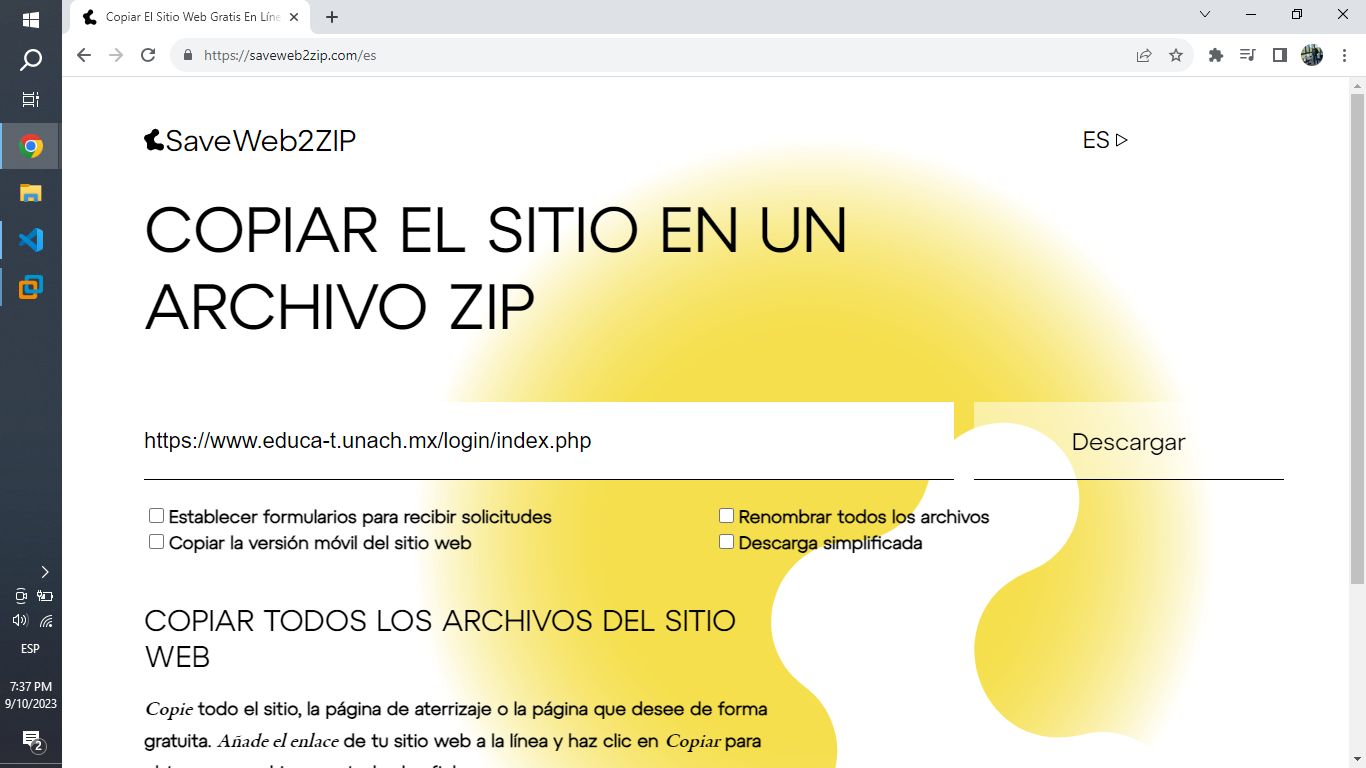 Copiar El Sitio Web Gratis En Líne
https://saveweb2zip.com/es
SaveWeb2ZIP
ES
COPIAR EL SITIO EN UN
ARCHIVO ZIP
https://www.educa-t.unach.mx/login/index.php
Descargar
Establecer formularios para recibir solicitudes
Renombrar todos los archivos
Copiar la versión móvil del sitio web
Descarga simplificada
COPIAR TODOS LOS ARCHIVOS DEL SITIO
WEB
Copie todo el sitio, la página de aterrizaje o la página que desee de forma
gratuita. Añade el enlace de tu sitio web a la línea y haz clic en Copiar para
ESP
7:37 PM
9/10/2023
2